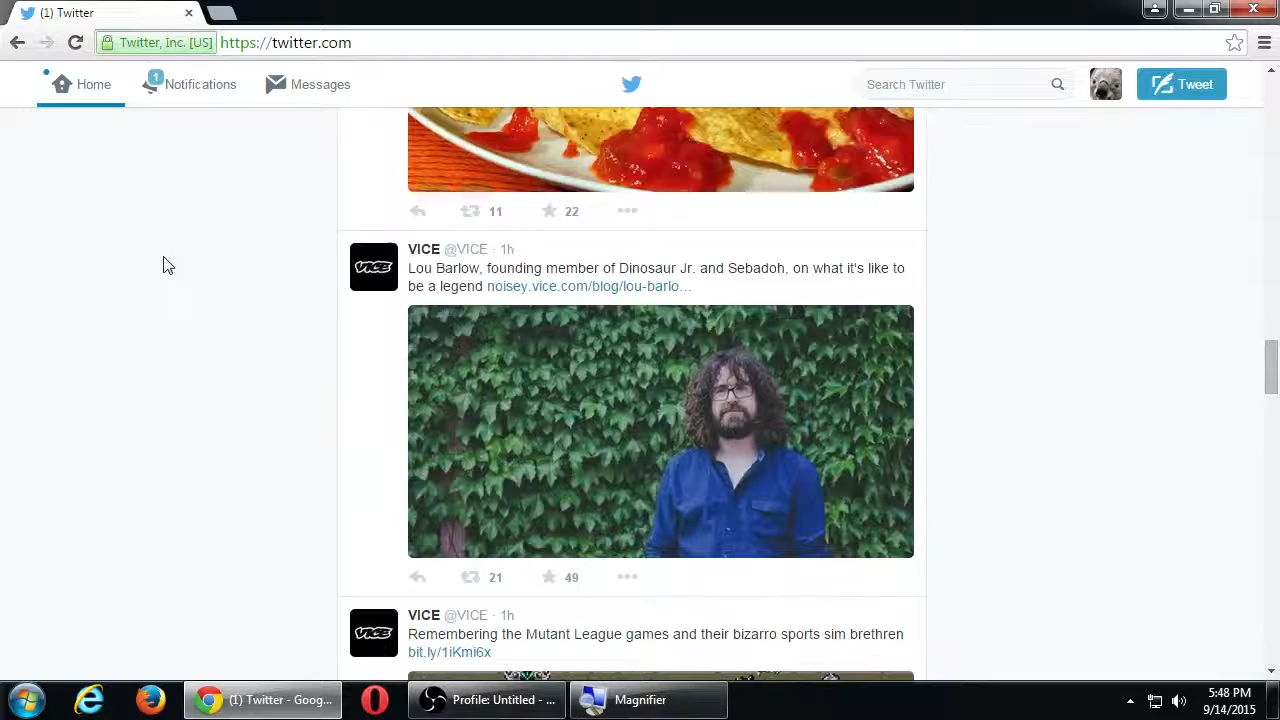 (1) Twitter
Twitter, Inc. [US] https://twitter.com
Home 1 Notifications Messages Search Twitter Tweet
11 22
VICE @VICE · 1h
Lou Barlow, founding member of Dinosaur Jr. and Sebadoh, on what it's like to
be a legend noisey.vice.com/blog/lou-barlo...
VICE
21 49
VICE @VICE · 1h
Remembering the Mutant League games and their bizarro sports sim brethren
bit.ly/1iKmi6x
VICE
(1) Twitter - Goog... Profile: Untitled - ... Magnifier
5:48 PM
9/14/2015